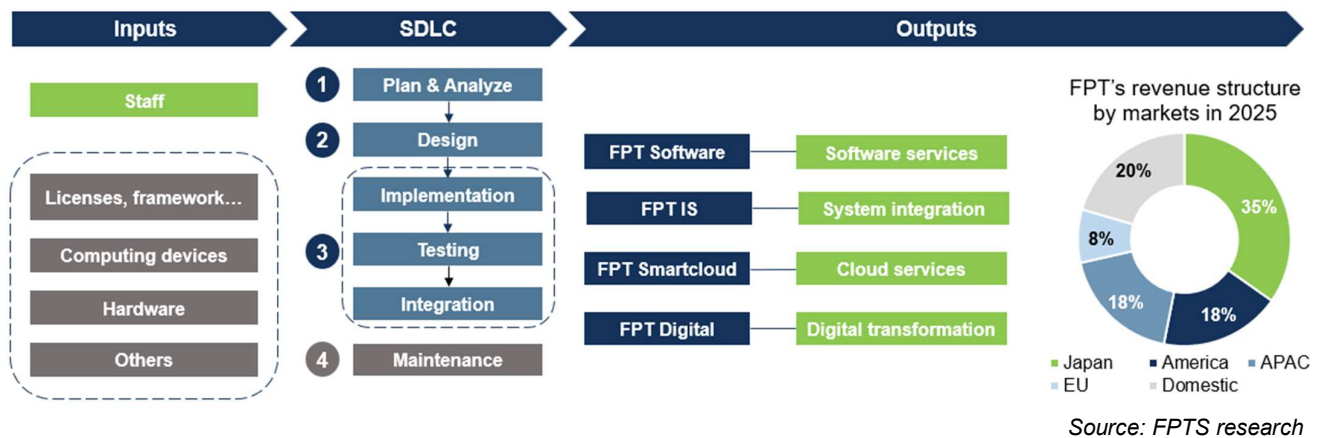 Inputs
SDLC
Outputs
Staff
Licenses, framework…
Computing devices
Hardware
Others
1
Plan & Analyze
2
Design
Implementation
3
Testing
Integration
4
Maintenance
FPT Software
Software services
FPT IS
System integration
FPT Smartcloud
Cloud services
FPT Digital
Digital transformation
FPT’s revenue structure
by markets in 2025
35%
18%
18%
8%
20%
Japan
America
APAC
EU
Domestic
Source: FPTS research